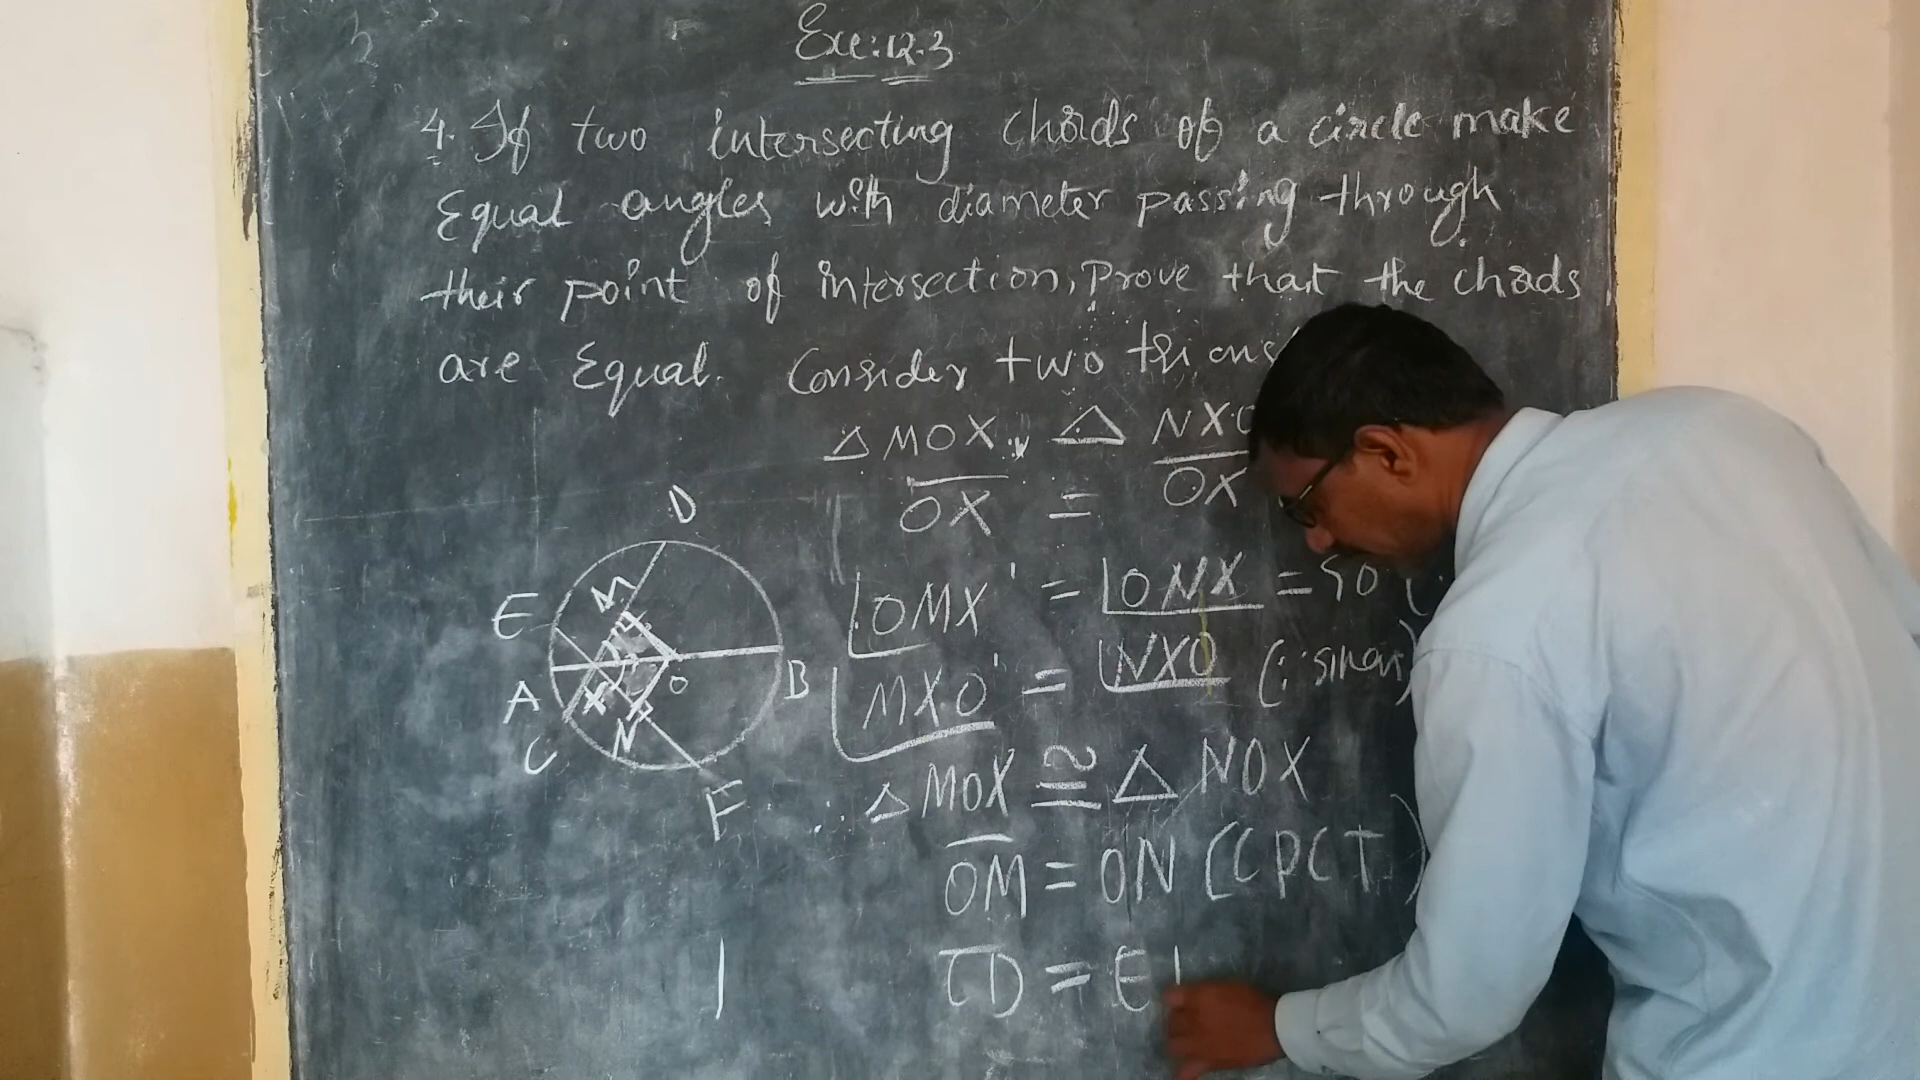 Exe:12.3
4. If two intersecting chords of a circle make
Equal angles with diameter passing through
their point of intersection, Prove that the chords
are Equal. Consider two
△ MOX, △ NXO
OX = OX
∠OMX = ∠ONX = 90
∠MXO = ∠NXO
∴ △ MOX ≅ △ NOX
OM = ON (CPCT)
CD = E
D
E
M
A
X
O
B
C
N
F